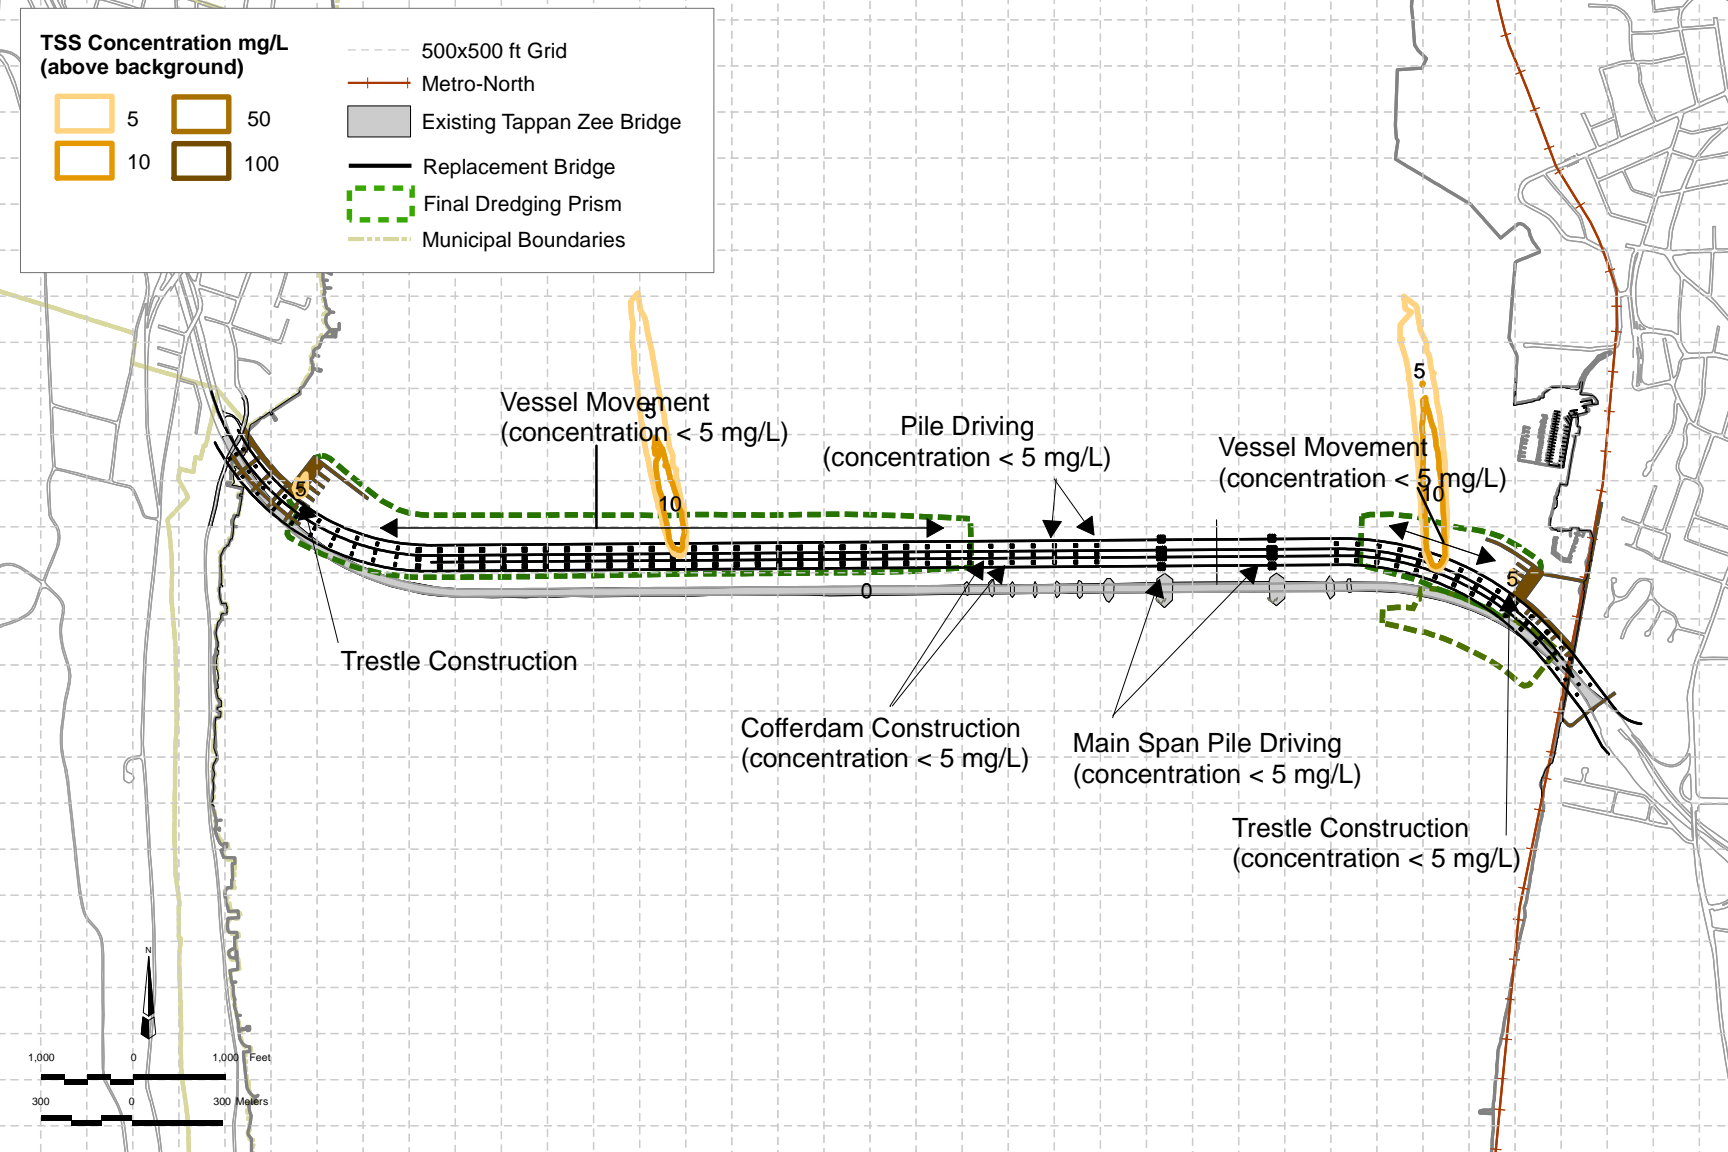 TSS Concentration mg/L
(above background)
5
50
10
100
500x500 ft Grid
Metro-North
Existing Tappan Zee Bridge
Replacement Bridge
Final Dredging Prism
Municipal Boundaries
5
Vessel Movement
(concentration < 5 mg/L)
5
Pile Driving
(concentration < 5 mg/L)
Vessel Movement
(concentration < 5 mg/L)
5
10
10
5
0
Trestle Construction
Cofferdam Construction
(concentration < 5 mg/L)
Main Span Pile Driving
(concentration < 5 mg/L)
Trestle Construction
(concentration < 5 mg/L)
N
1,000 0 1,000 Feet
300 0 300 Meters